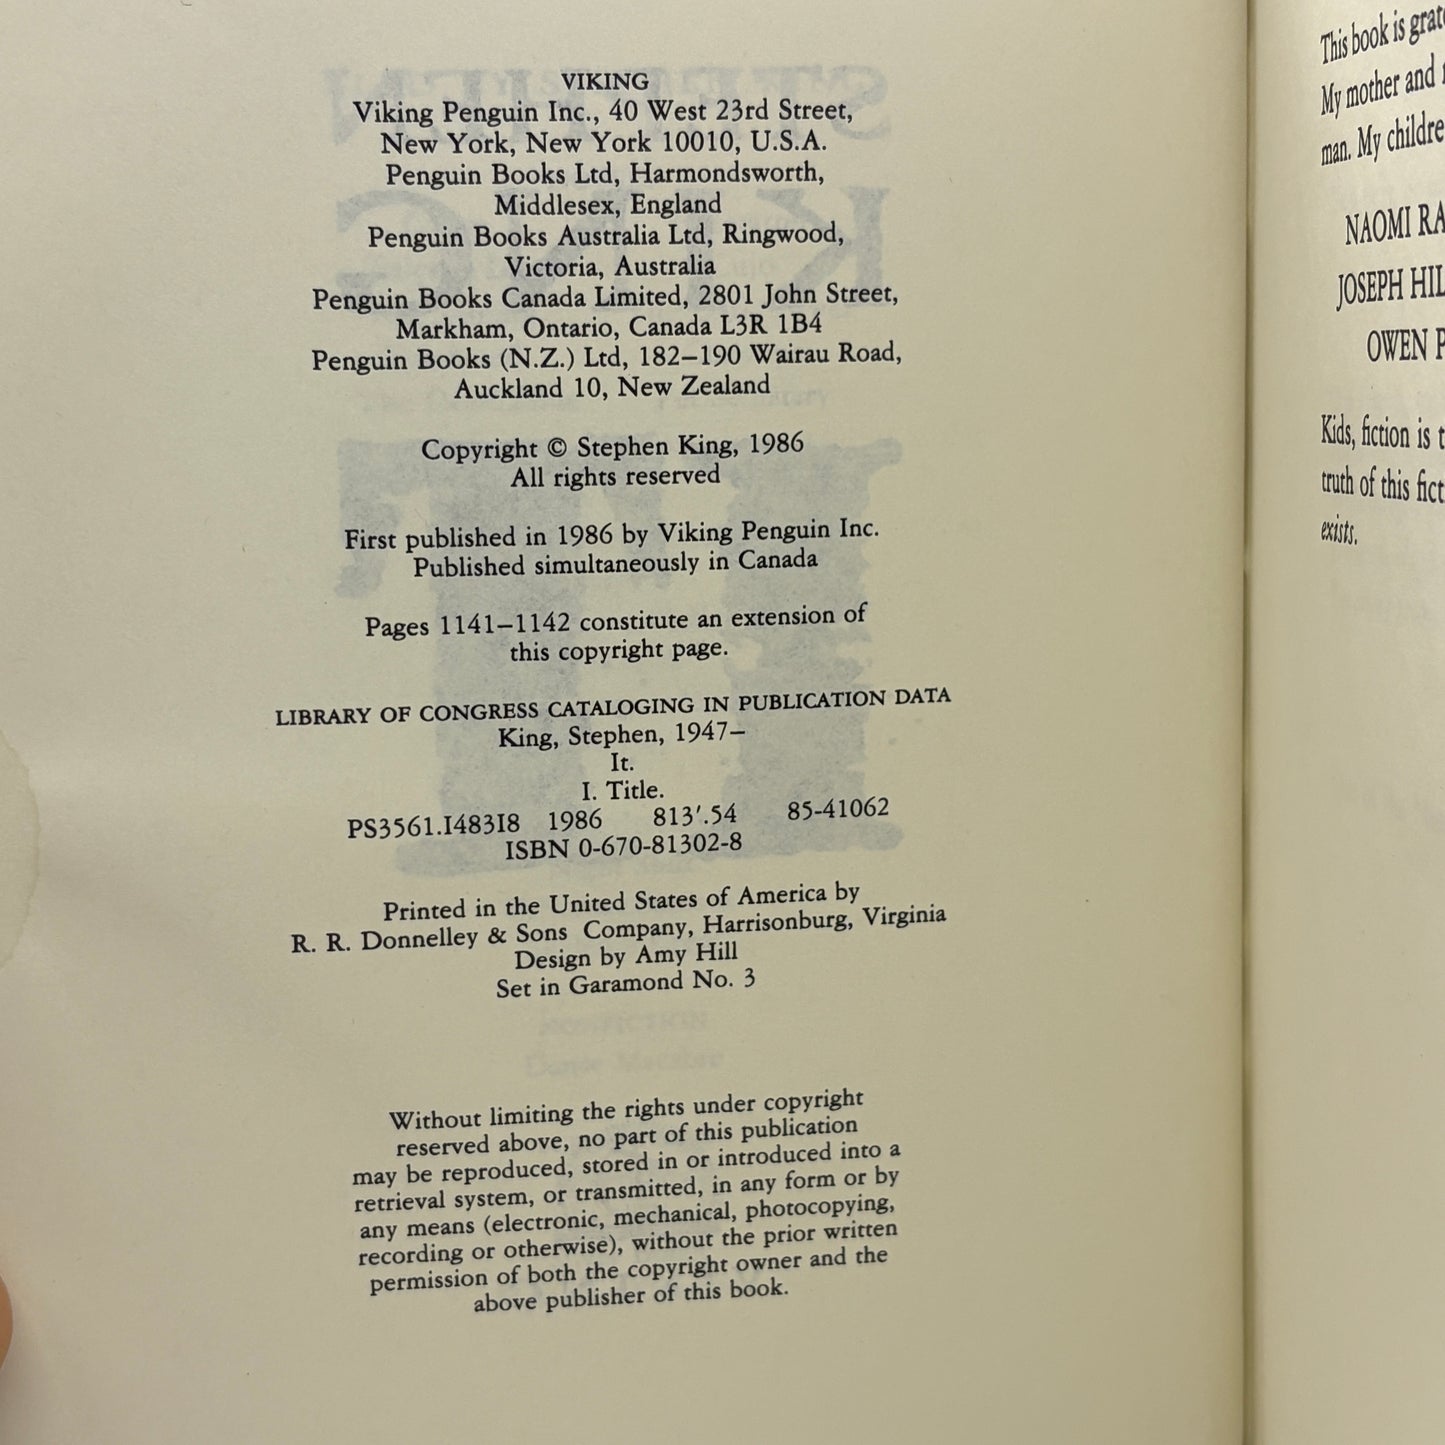 VIKING
Viking Penguin Inc., 40 West 23rd Street,
New York, New York 10010, U.S.A.
Penguin Books Ltd, Harmondsworth,
Middlesex, England
Penguin Books Australia Ltd, Ringwood,
Victoria, Australia
Penguin Books Canada Limited, 2801 John Street,
Markham, Ontario, Canada L3R 1B4
Penguin Books (N.Z.) Ltd, 182–190 Wairau Road,
Auckland 10, New Zealand
Copyright © Stephen King, 1986
All rights reserved
First published in 1986 by Viking Penguin Inc.
Published simultaneously in Canada
Pages 1141–1142 constitute an extension of
this copyright page.
LIBRARY OF CONGRESS CATALOGING IN PUBLICATION DATA
King, Stephen, 1947–
It.
I. Title.
PS3561.I483I8 1986 813'.54 85-41062
ISBN 0-670-81302-8
Printed in the United States of America by
R. R. Donnelley & Sons Company, Harrisonburg, Virginia
Design by Amy Hill
Set in Garamond No. 3
Without limiting the rights under copyright
reserved above, no part of this publication
may be reproduced, stored in or introduced into a
retrieval system, or transmitted, in any form or by
any means (electronic, mechanical, photocopying,
recording or otherwise), without the prior written
permission of both the copyright owner and the
above publisher of this book.
This book is
My mother and
man. My
NAOMI
JOSEPH
OWEN
Kids, fiction is
truth of this
exists.